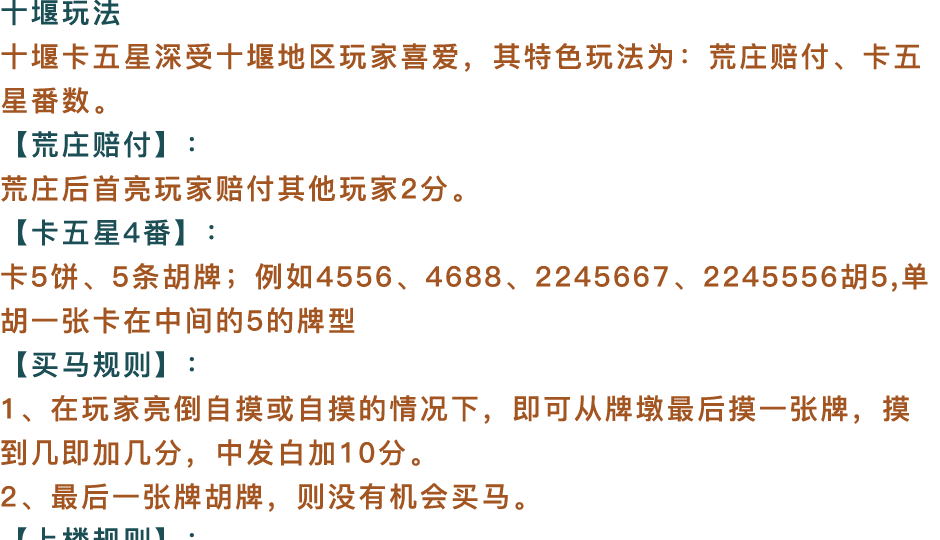 十堰玩法
十堰卡五星深受十堰地区玩家喜爱，其特色玩法为：荒庄赔付、卡五
星番数。
【荒庄赔付】：
荒庄后首亮玩家赔付其他玩家2分。
【卡五星4番】：
卡5饼、5条胡牌；例如4556、4688、2245667、2245556胡5,单
胡一张卡在中间的5的牌型
【买马规则】：
1、在玩家亮倒自摸或自摸的情况下，即可从牌墩最后摸一张牌，摸
到几即加几分，中发白加10分。
2、最后一张牌胡牌，则没有机会买马。
【上楼规则】：